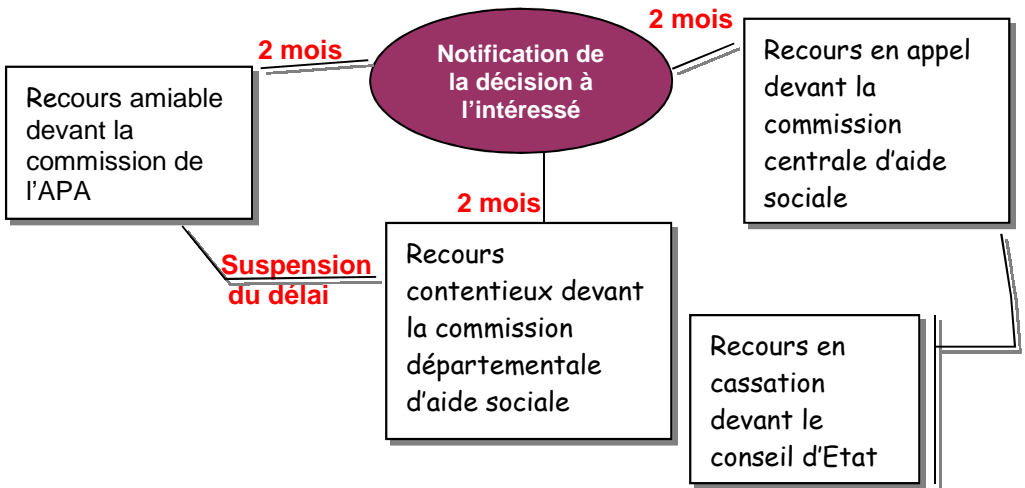 2 mois
Notification de
la décision à
l'intéressé
2 mois
Recours en appel
devant la
commission
centrale d'aide
sociale
Recours amiable
devant la
commission de
l'APA
2 mois
Suspension
du délai
Recours
contentieux devant
la commission
départementale
d'aide sociale
Recours en
cassation
devant le
conseil d'Etat